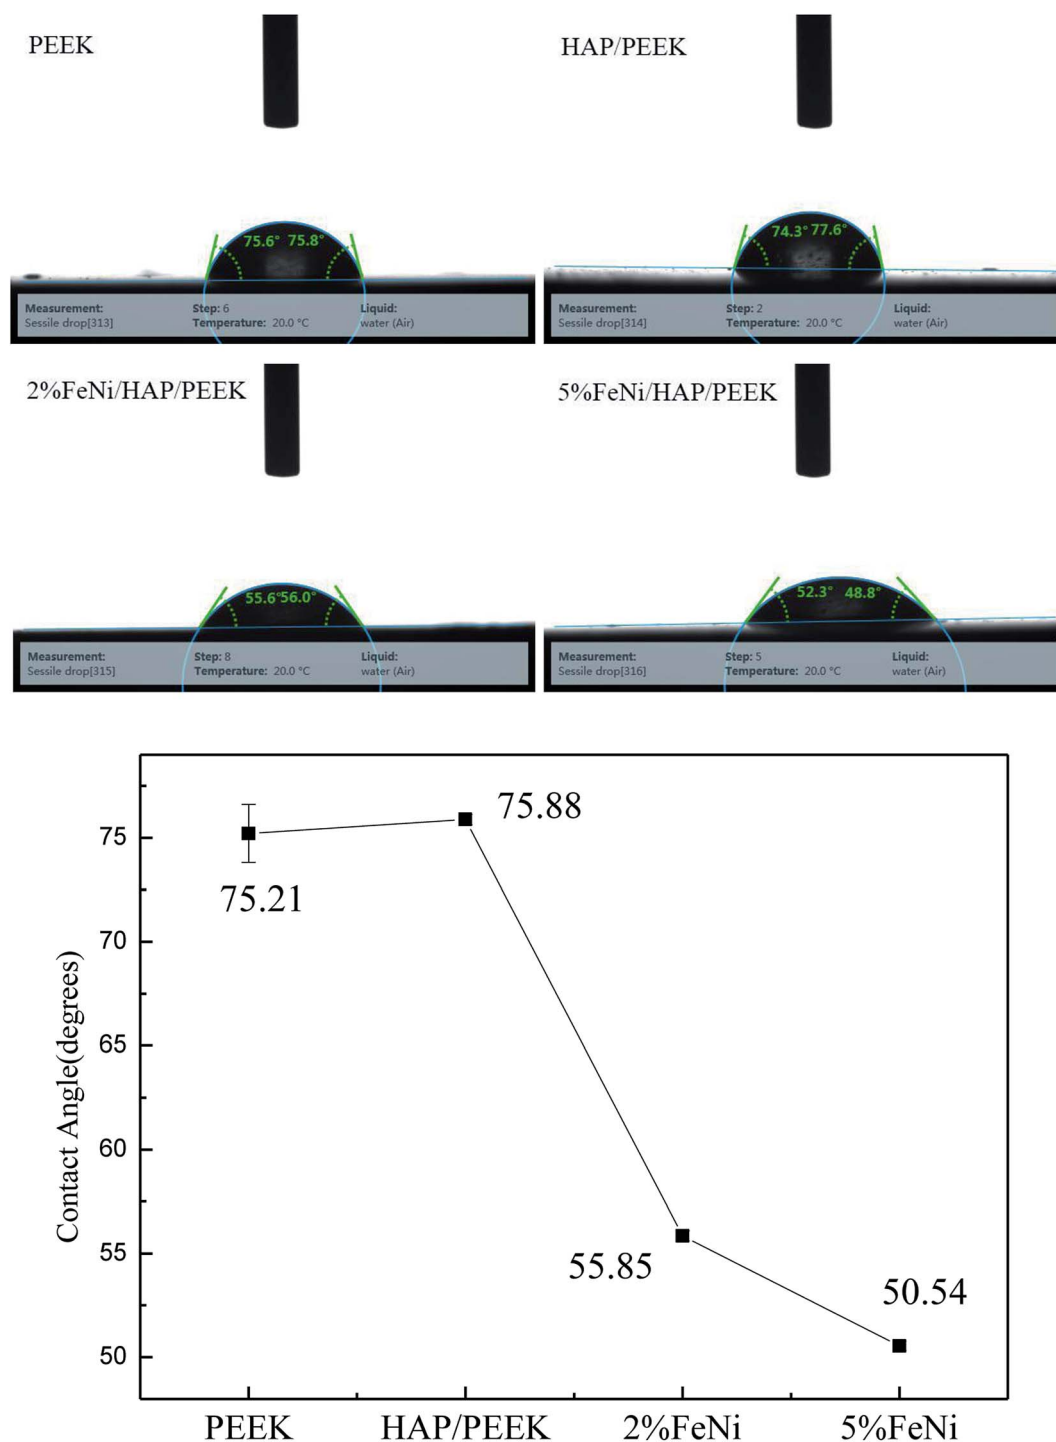 PEEK
75.6° 75.8°
Measurement: Step: 6 Liquid:
Sessile drop[313] Temperature: 20.0 °C water (Air)
HAP/PEEK
74.3° 77.6°
Measurement: Step: 2 Liquid:
Sessile drop[314] Temperature: 20.0 °C water (Air)
2%FeNi/HAP/PEEK
55.6° 56.0°
Measurement: Step: 8 Liquid:
Sessile drop[315] Temperature: 20.0 °C water (Air)
5%FeNi/HAP/PEEK
52.3° 48.8°
Measurement: Step: 5 Liquid:
Sessile drop[316] Temperature: 20.0 °C water (Air)
Contact Angle(degrees)
75
70
65
60
55
50
75.21
75.88
55.85
50.54
PEEK HAP/PEEK 2%FeNi 5%FeNi